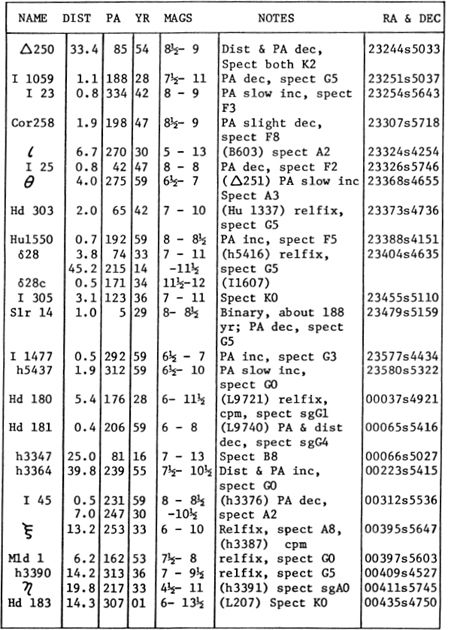 NAME DIST PA YR MAGS NOTES RA & DEC
Δ250 33.4 85 54 8½- 9 Dist & PA dec, 23244s5033
Spect both K2
I 1059 1.1 188 28 7½- 11 PA dec, spect G5 23251s5037
I 23 0.8 334 42 8 - 9 PA slow inc, spect 23254s5643
F3
Cor258 1.9 198 47 8½- 9 PA slight dec, 23307s5718
spect F8
ι 6.7 270 30 5 - 13 (B603) spect A2 23324s4254
I 25 0.8 42 47 8 - 8 PA dec, spect F2 23326s5746
θ 4.0 275 59 6½- 7 (Δ251) PA slow inc 23368s4655
Spect A3
Hd 303 2.0 65 42 7 - 10 (Hu 1337) relfix, 23373s4736
spect G5
Hu1550 0.7 192 59 8 - 8½ PA inc, spect F5 23388s4151
δ28 3.8 74 33 7 - 11 (h5416) relfix, 23404s4635
45.2 215 14 -11½ spect G5
δ28c 0.5 171 34 11½-12 (I1607)
I 305 3.1 123 36 7 - 11 Spect K0 23455s5110
Slr 14 1.0 5 29 8- 8½ Binary, about 188 23479s5159
yr; PA dec, spect
G5
I 1477 0.5 292 59 6½ - 7 PA inc, spect G3 23577s4434
h5437 1.9 312 59 6½- 10 PA slow inc, 23580s5322
spect G0
Hd 180 5.4 176 28 6- 11½ (L9721) relfix, 00037s4921
cpm, spect sgG1
Hd 181 0.4 206 59 6 - 8 (L9740) PA & dist 00065s5416
dec, spect sgG4
h3347 25.0 81 16 7 - 13 Spect B8 00066s5027
h3364 39.8 239 55 7½- 10½ Dist & PA inc, 00223s5415
spect G0
I 45 0.5 231 59 8 - 8½ (h3376) PA dec, 00312s5536
7.0 247 30 -10½ spect A2
ξ 13.2 253 33 6 - 10 Relfix, spect A8, 00395s5647
(h3387) cpm
Mld 1 6.2 162 53 7½- 8 relfix, spect G0 00397s5603
h3390 14.2 313 36 7 - 9½ relfix, spect G5 00409s4527
η 19.8 217 33 4½- 11 (h3391) spect sgA0 00411s5745
Hd 183 14.3 307 01 6- 13½ (L207) Spect K0 00435s4750